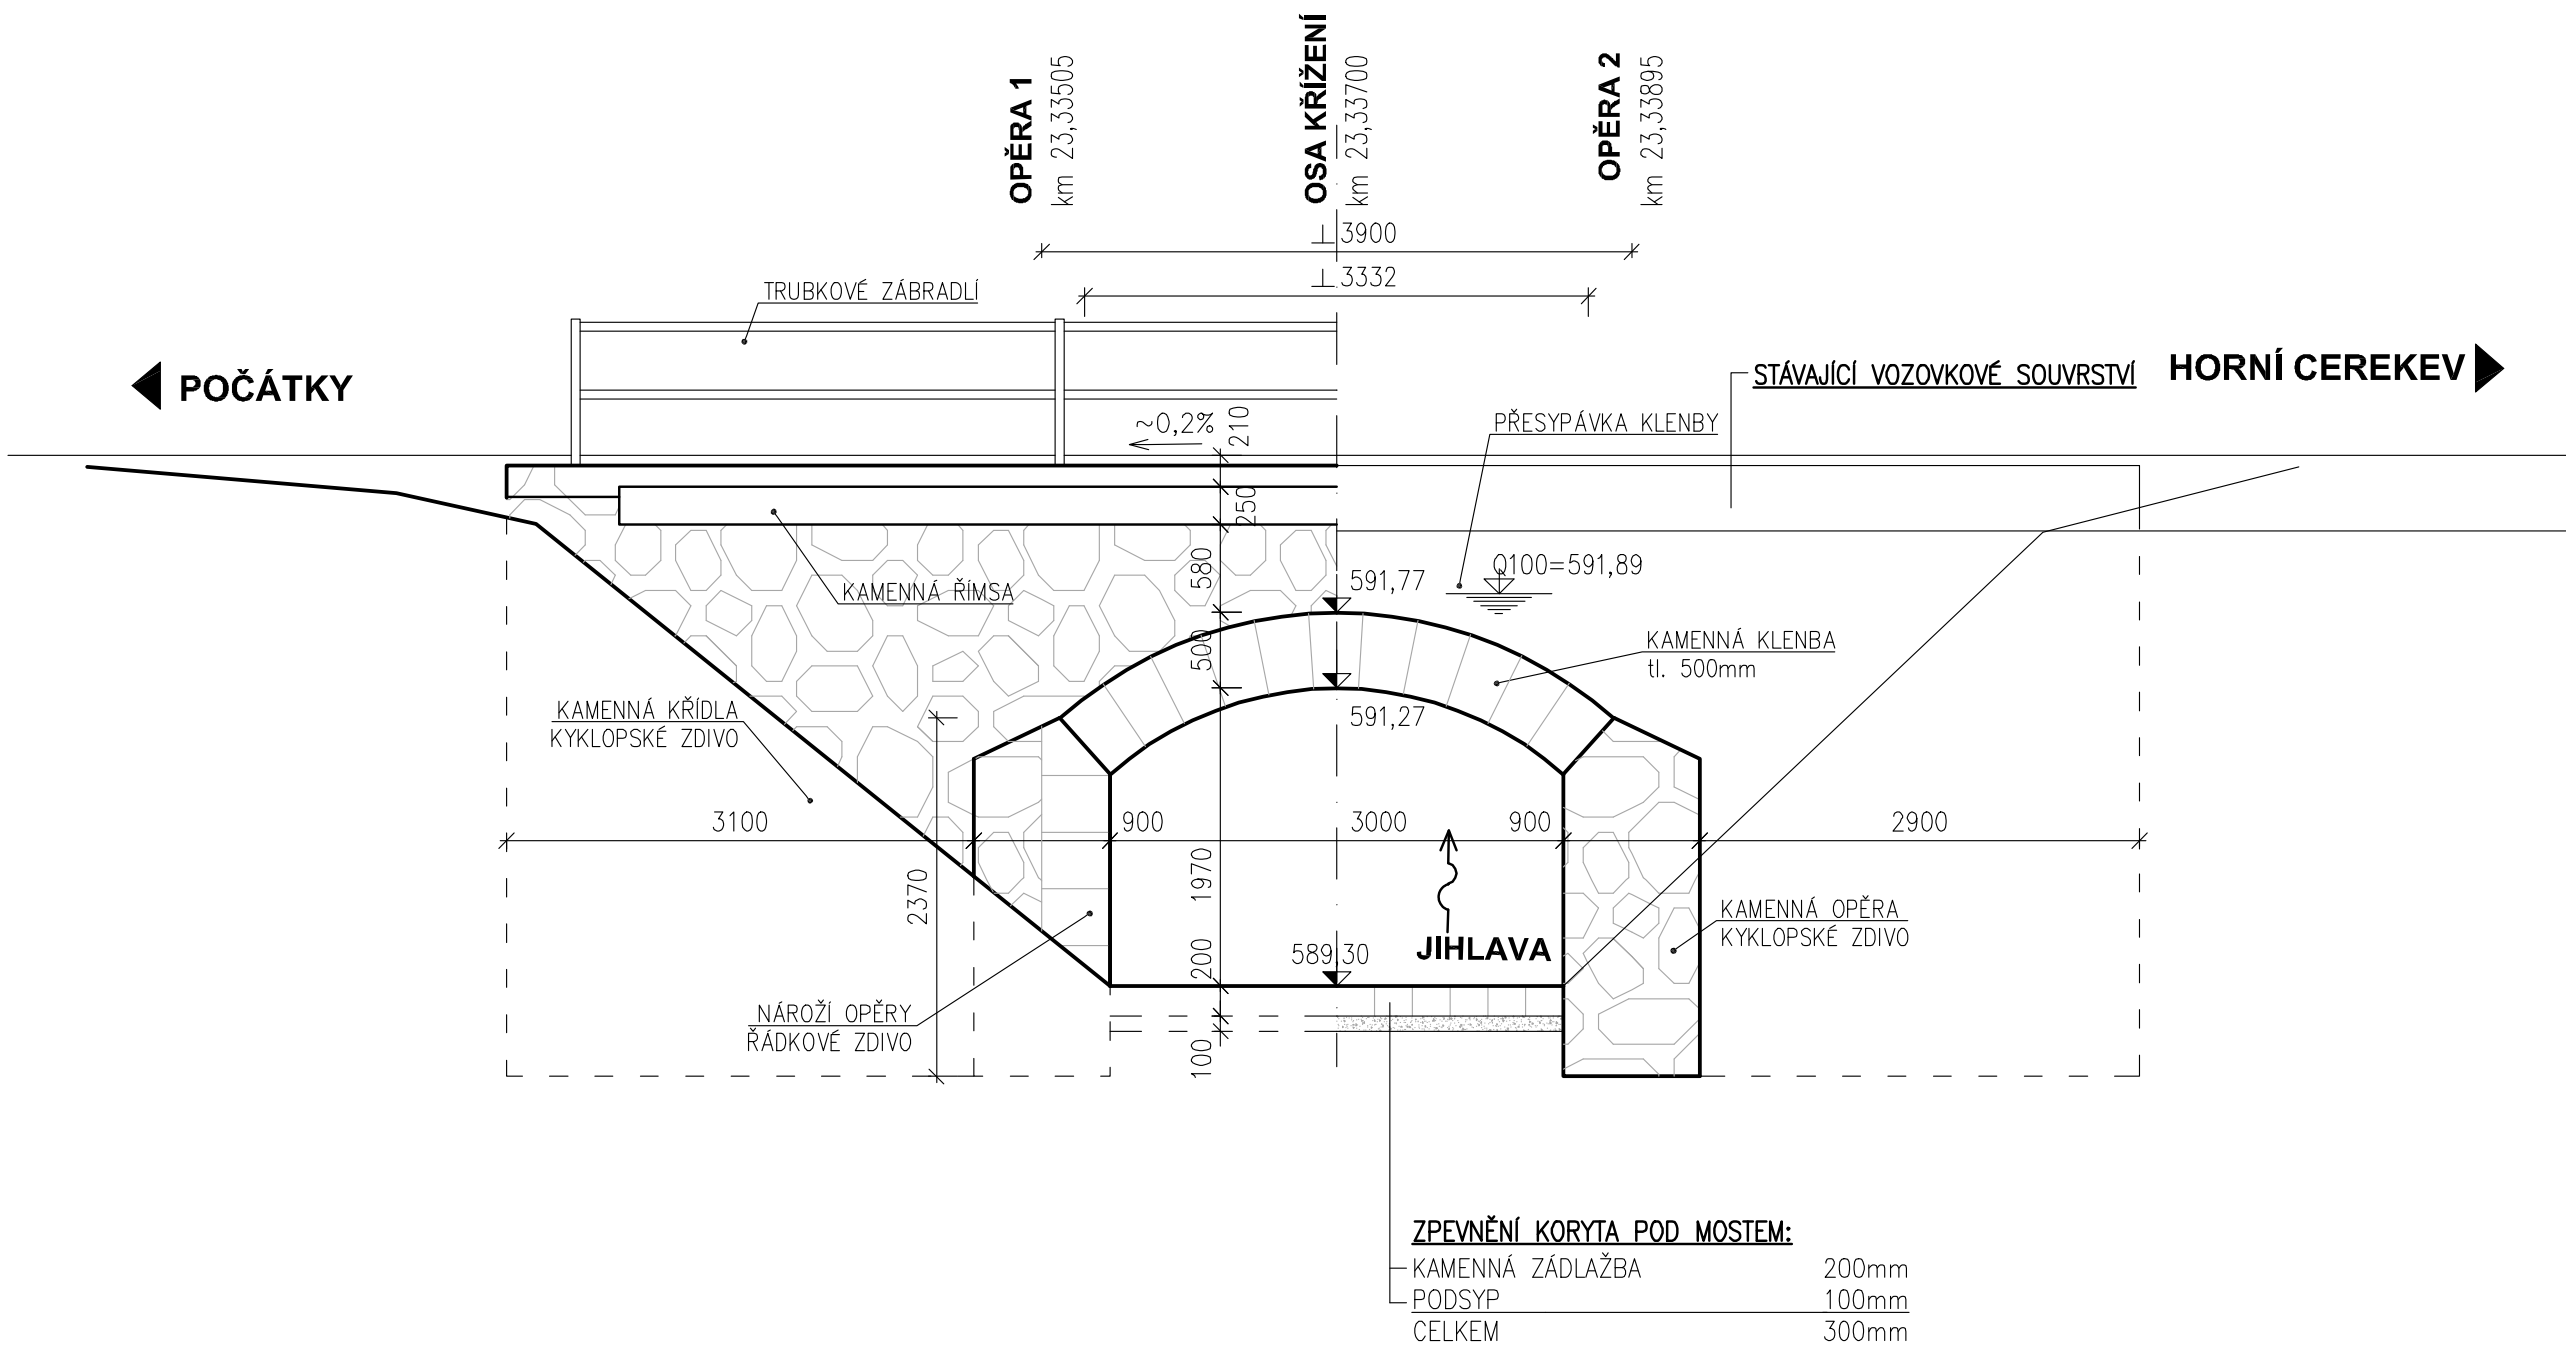 OPĚRA 1
km 23,33505
OSA KŘÍŽENÍ
km 23,33700
OPĚRA 2
km 23,33895
⊥3900
⊥3332
TRUBKOVÉ ZÁBRADLÍ
POČÁTKY
STÁVAJÍCÍ VOZOVKOVÉ SOUVRSTVÍ
HORNÍ CEREKEV
~0,2%
210
PŘESYPÁVKA KLENBY
250
580
Q100=591,89
591,77
KAMENNÁ ŘÍMSA
500
KAMENNÁ KLENBA
tl. 500mm
591,27
KAMENNÁ KŘÍDLA
KYKLOPSKÉ ZDIVO
3100
900
3000
900
2900
2370
1970
KAMENNÁ OPĚRA
KYKLOPSKÉ ZDIVO
JIHLAVA
589,30
200
NÁROŽÍ OPĚRY
ŘÁDKOVÉ ZDIVO
100
ZPEVNĚNÍ KORYTA POD MOSTEM:
KAMENNÁ ZÁDLAŽBA 200mm
PODSYP 100mm
CELKEM 300mm